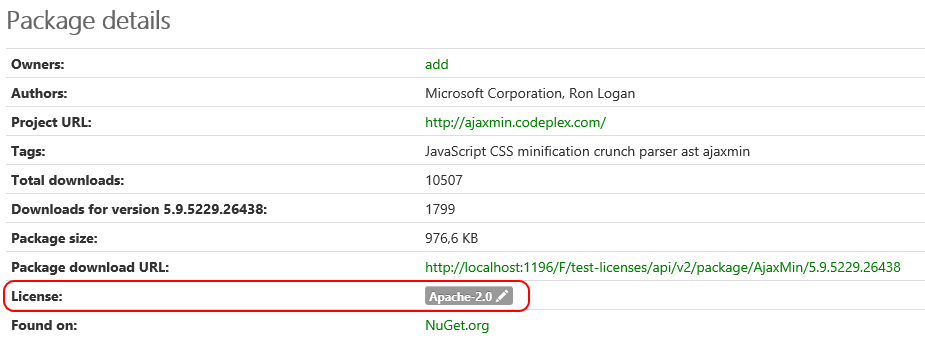 Package details
Owners: add
Authors: Microsoft Corporation, Ron Logan
Project URL: http://ajaxmin.codeplex.com/
Tags: JavaScript CSS minification crunch parser ast ajaxmin
Total downloads: 10507
Downloads for version 5.9.5229.26438: 1799
Package size: 976,6 KB
Package download URL: http://localhost:1196/F/test-licenses/api/v2/package/AjaxMin/5.9.5229.26438
License: Apache-2.0
Found on: NuGet.org